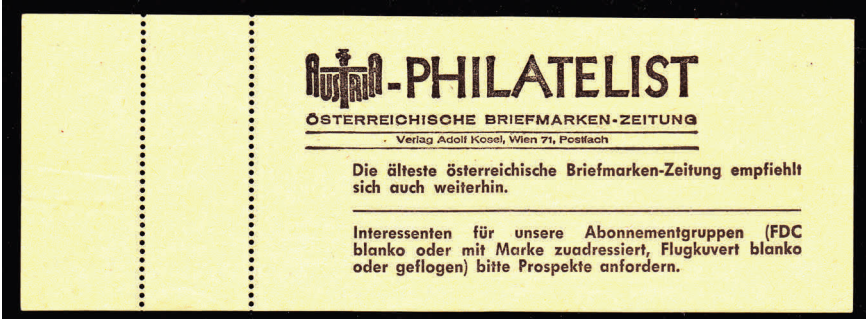 AUSTRIA-PHILATELIST
ÖSTERREICHISCHE BRIEFMARKEN-ZEITUNG
Verlag Adolf Kosel, Wien 71, Postfach
Die älteste österreichische Briefmarken-Zeitung empfiehlt
sich auch weiterhin.
Interessenten für unsere Abonnementgruppen (FDC
blanko oder mit Marke zuadressiert, Flugkuvert blanko
oder geflogen) bitte Prospekte anfordern.